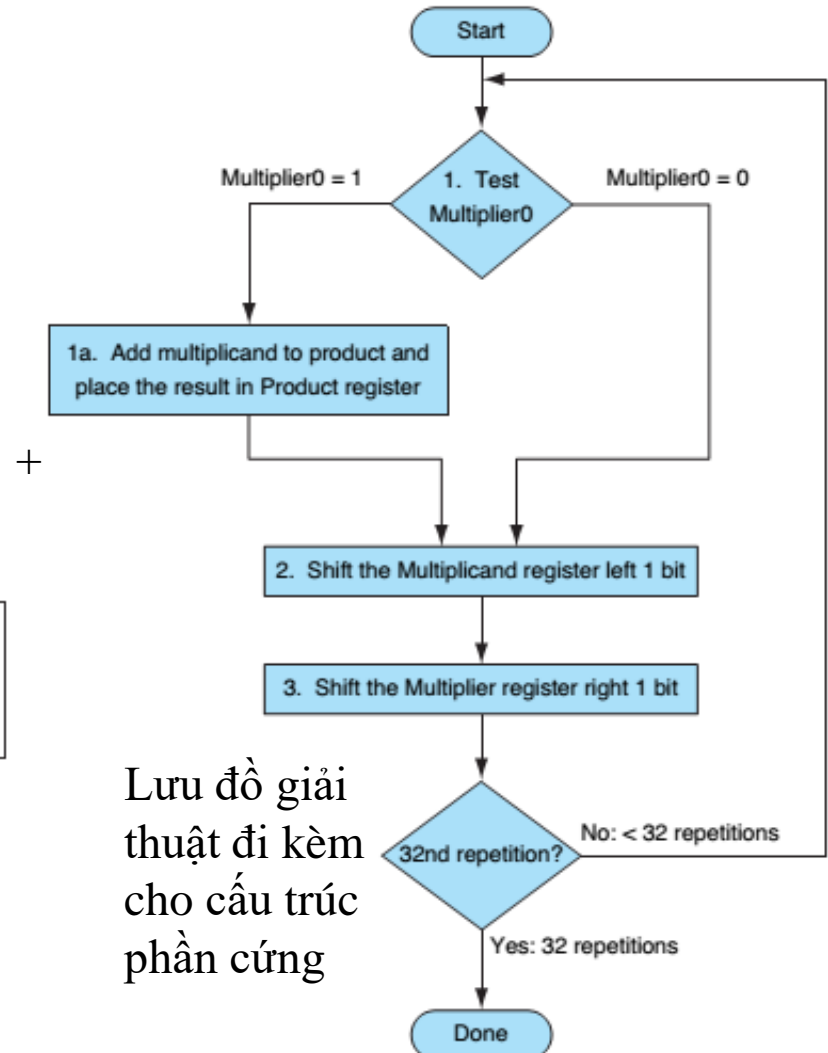 Start
Multiplier0 = 1
1. Test
Multiplier0
Multiplier0 = 0
1a. Add multiplicand to product and
place the result in Product register
+
2. Shift the Multiplicand register left 1 bit
3. Shift the Multiplier register right 1 bit
Lưu đồ giải
thuật đi kèm
cho cấu trúc
phần cứng
32nd repetition?
No: < 32 repetitions
Yes: 32 repetitions
Done